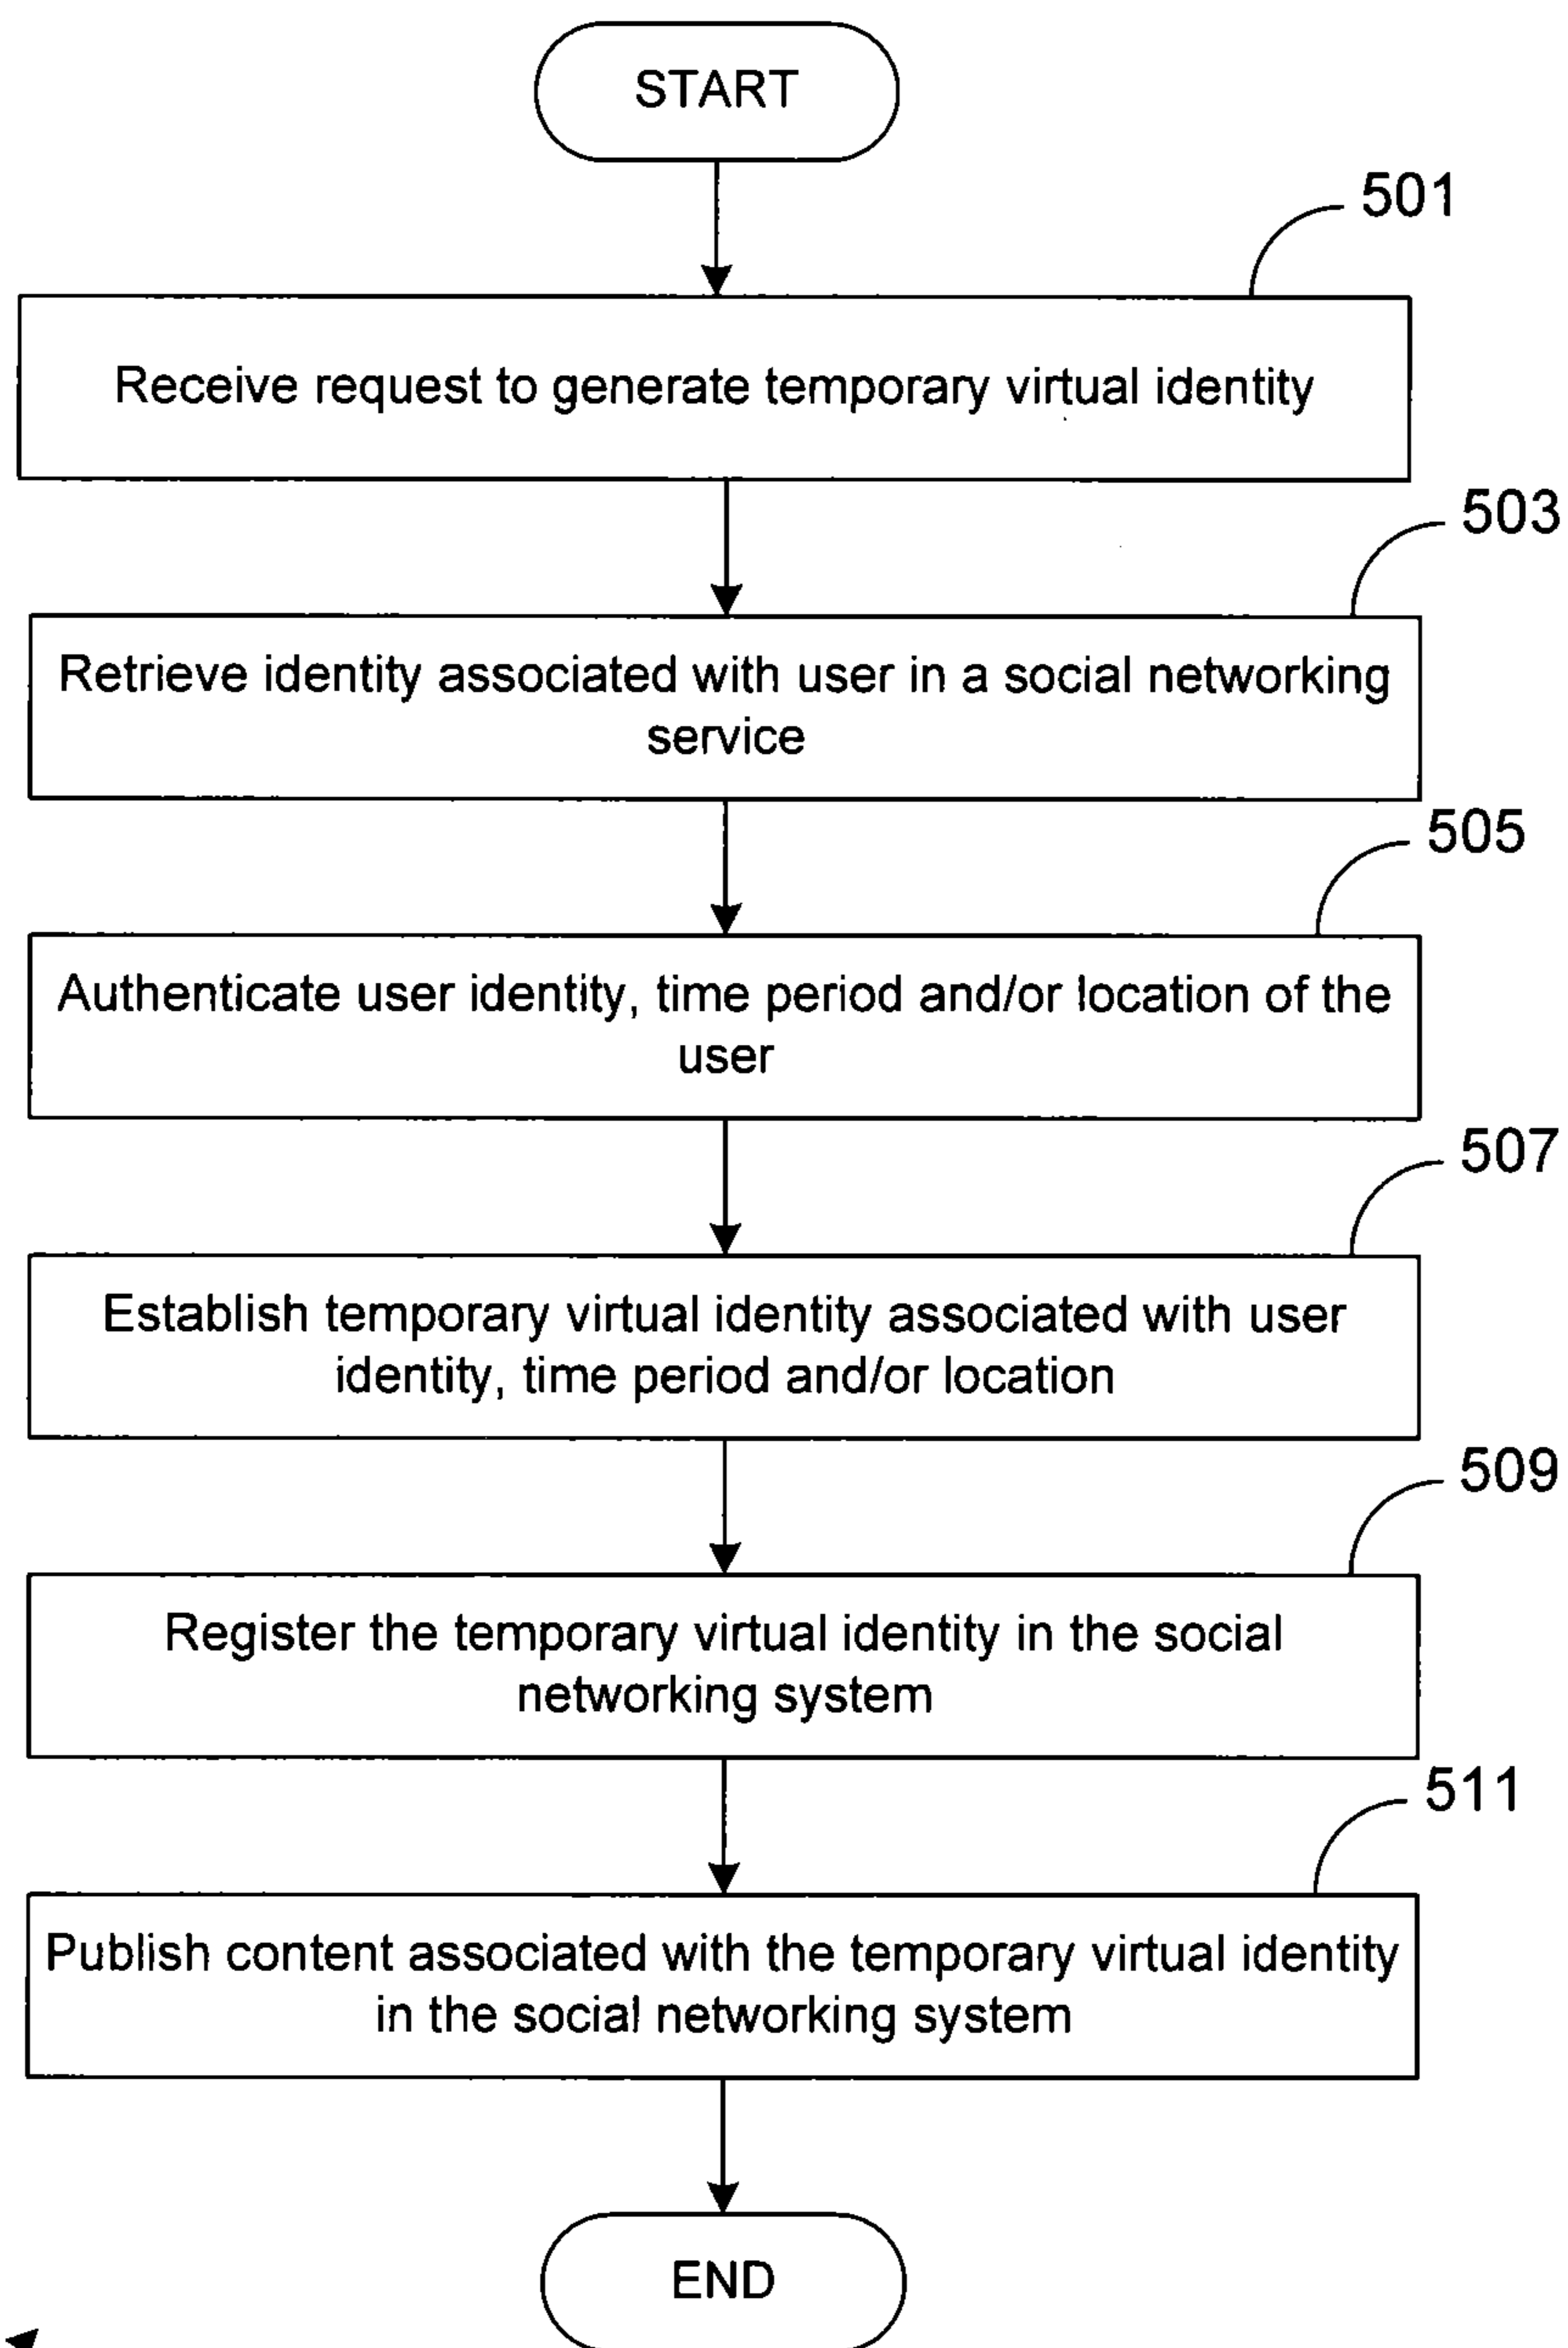 START
501
Receive request to generate temporary virtual identity
503
Retrieve identity associated with user in a social networking
service
505
Authenticate user identity, time period and/or location of the
user
507
Establish temporary virtual identity associated with user
identity, time period and/or location
509
Register the temporary virtual identity in the social
networking system
511
Publish content associated with the temporary virtual identity
in the social networking system
END